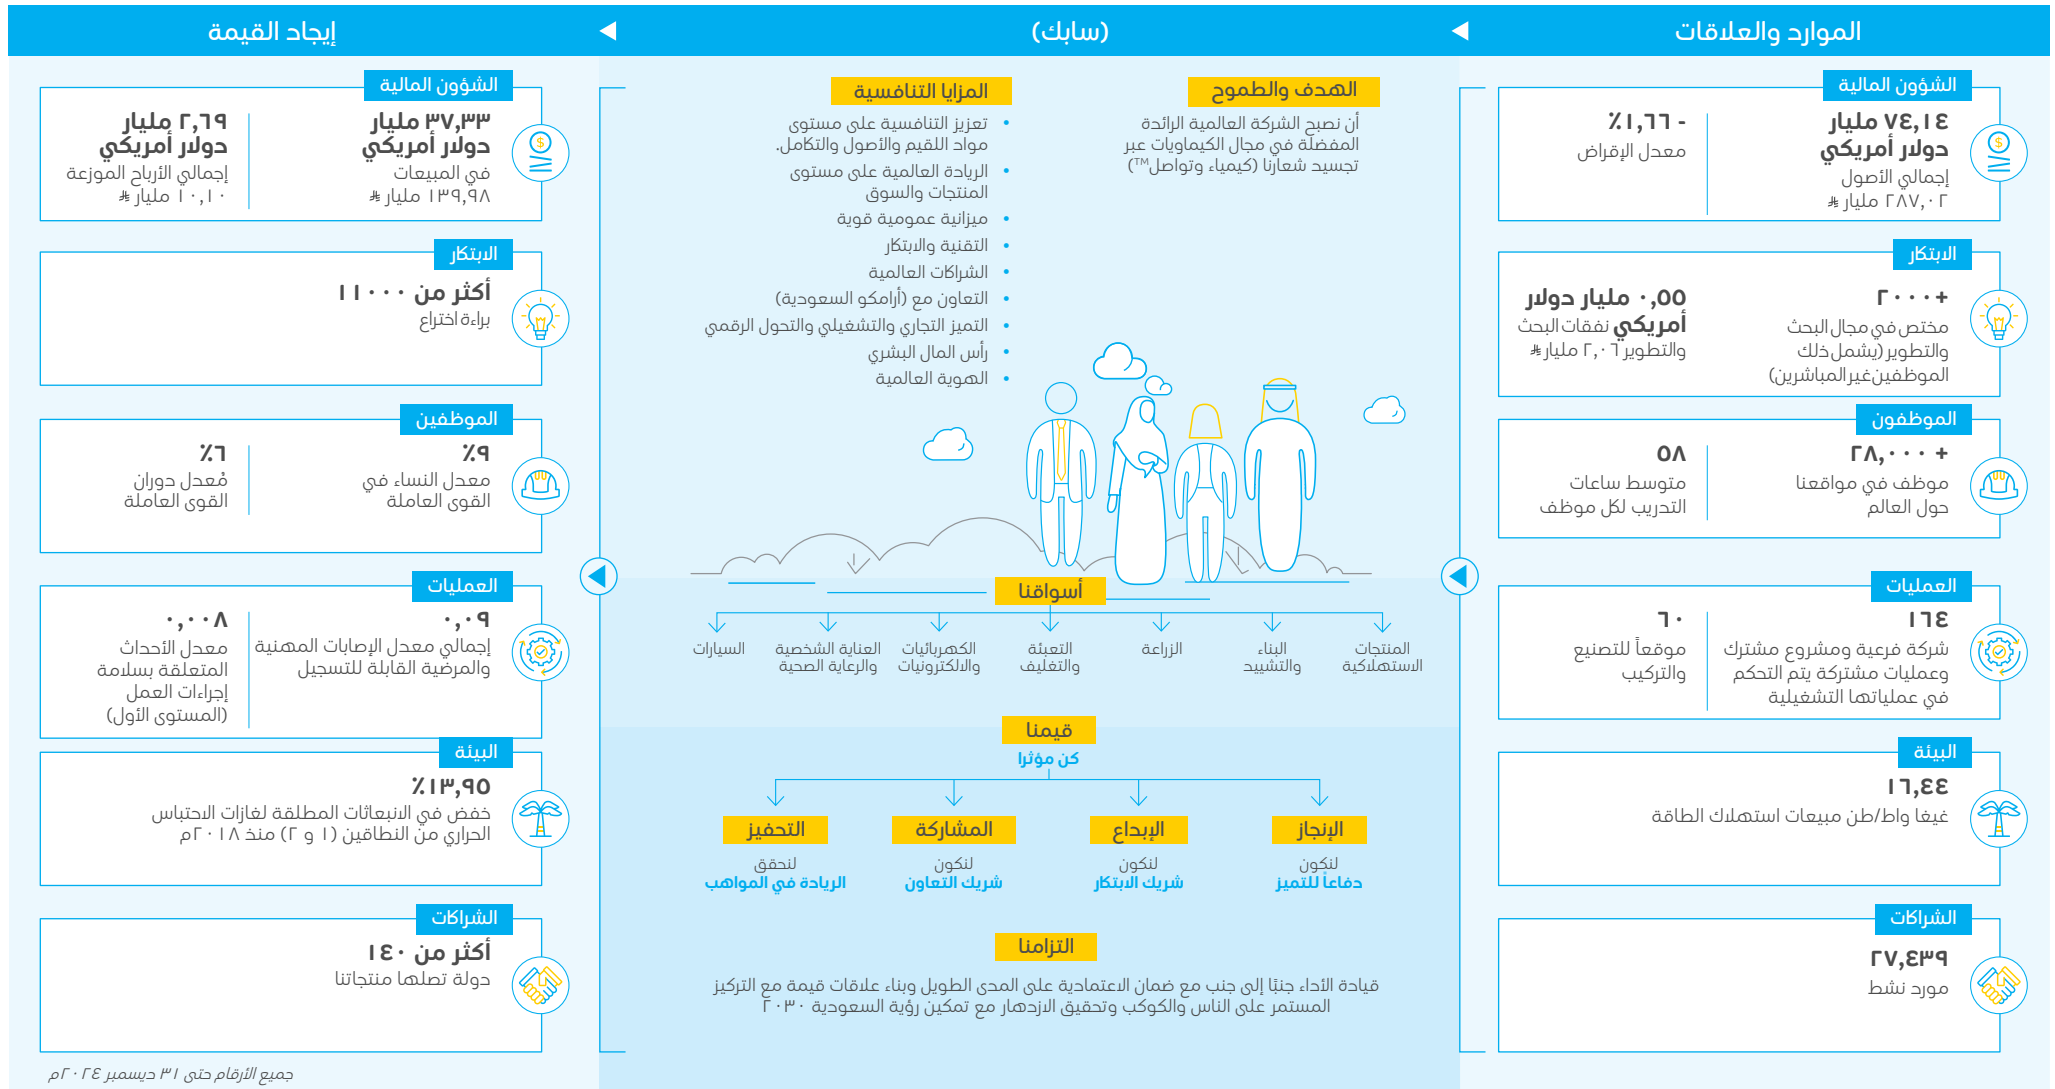 الموارد والعلاقات
الشؤون المالية
٧٤,١٤ مليار
دولار أمريكي
إجمالي الأصول
٢٨٧,٠٢ مليار ⃁
- ١,٦٦٪
معدل الإقراض
الابتكار
+٢٠٠٠
مختص في مجال البحث
والتطوير (يشمل ذلك
الموظفين غير المباشرين)
٠,٥٥ مليار دولار
أمريكي نفقات البحث
والتطوير ٢,٠٦ مليار ⃁
الموظفون
+ ٢٨,٠٠٠
موظف في مواقعنا
حول العالم
٥٨
متوسط ساعات
التدريب لكل موظف
العمليات
١٦٤
شركة فرعية ومشروع مشترك
وعمليات مشتركة يتم التحكم
في عملياتها التشغيلية
٦٠
موقعاً للتصنيع
والتركيب
البيئة
١٦,٤٤
غيغا واط/طن مبيعات استهلاك الطاقة
الشراكات
٢٧,٤٣٩
مورد نشط
(سابك)
الهدف والطموح
أن نصبح الشركة العالمية الرائدة
المفضلة في مجال الكيماويات عبر
تجسيد شعارنا (كيمياء وتواصل™)
المزايا التنافسية
• تعزيز التنافسية على مستوى
مواد اللقيم والأصول والتكامل.
• الريادة العالمية على مستوى
المنتجات والسوق
• ميزانية عمومية قوية
• التقنية والابتكار
• الشراكات العالمية
• التعاون مع (أرامكو السعودية)
• التميز التجاري والتشغيلي والتحول الرقمي
• رأس المال البشري
• الهوية العالمية
أسواقنا
المنتجات
الاستهلاكية
البناء
والتشييد
الزراعة
التعبئة
والتغليف
الكهربائيات
والالكترونيات
العناية الشخصية
والرعاية الصحية
السيارات
قيمنا
كن مؤثرا
الإنجاز
لنكون
دفاعاً للتميز
الإبداع
لنكون
شريك الابتكار
المشاركة
لنكون
شريك التعاون
التحفيز
لنحقق
الريادة في المواهب
التزامنا
قيادة الأداء جنبًا إلى جنب مع ضمان الاعتمادية على المدى الطويل وبناء علاقات قيمة مع التركيز
المستمر على الناس والكوكب وتحقيق الازدهار مع تمكين رؤية السعودية ٢٠٣٠
إيجاد القيمة
الشؤون المالية
٣٧,٣٣ مليار
دولار أمريكي
في المبيعات
١٣٩,٩٨ مليار ⃁
٢,٦٩ مليار
دولار أمريكي
إجمالي الأرباح الموزعة
١٠,١٠ مليار ⃁
الابتكار
أكثر من ١١٠٠٠
براءة اختراع
الموظفين
٩٪
معدل النساء في
القوى العاملة
٦٪
مُعدل دوران
القوى العاملة
العمليات
٠,٠٩
إجمالي معدل الإصابات المهنية
والمرضية القابلة للتسجيل
٠,٠٠٨
معدل الأحداث
المتعلقة بسلامة
إجراءات العمل
(المستوى الأول)
البيئة
١٣,٩٥٪
خفض في الانبعاثات المطلقة لغازات الاحتباس
الحراري من النطاقين (١ و ٢) منذ ٢٠١٨م
الشراكات
أكثر من ١٤٠
دولة تصلها منتجاتنا
جميع الأرقام حتى ٣١ ديسمبر ٢٠٢٤م